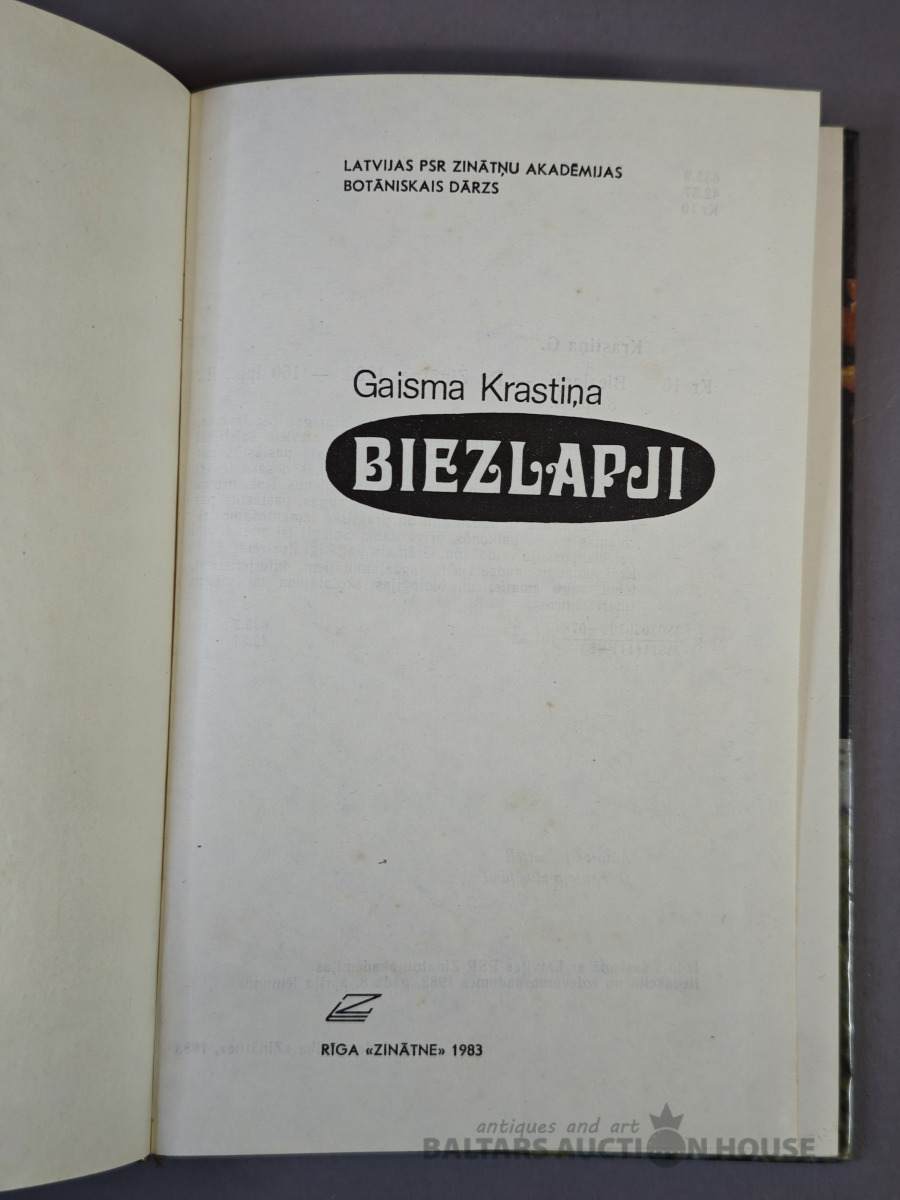 LATVIJAS PSR ZINĀTŅU AKADĒMIJAS
BOTĀNISKAIS DĀRZS
Gaisma Krastiņa
BIEZLAPJI
RĪGA «ZINĀTNE» 1983
antiques and art
BALTARS AUCTION HOUSE